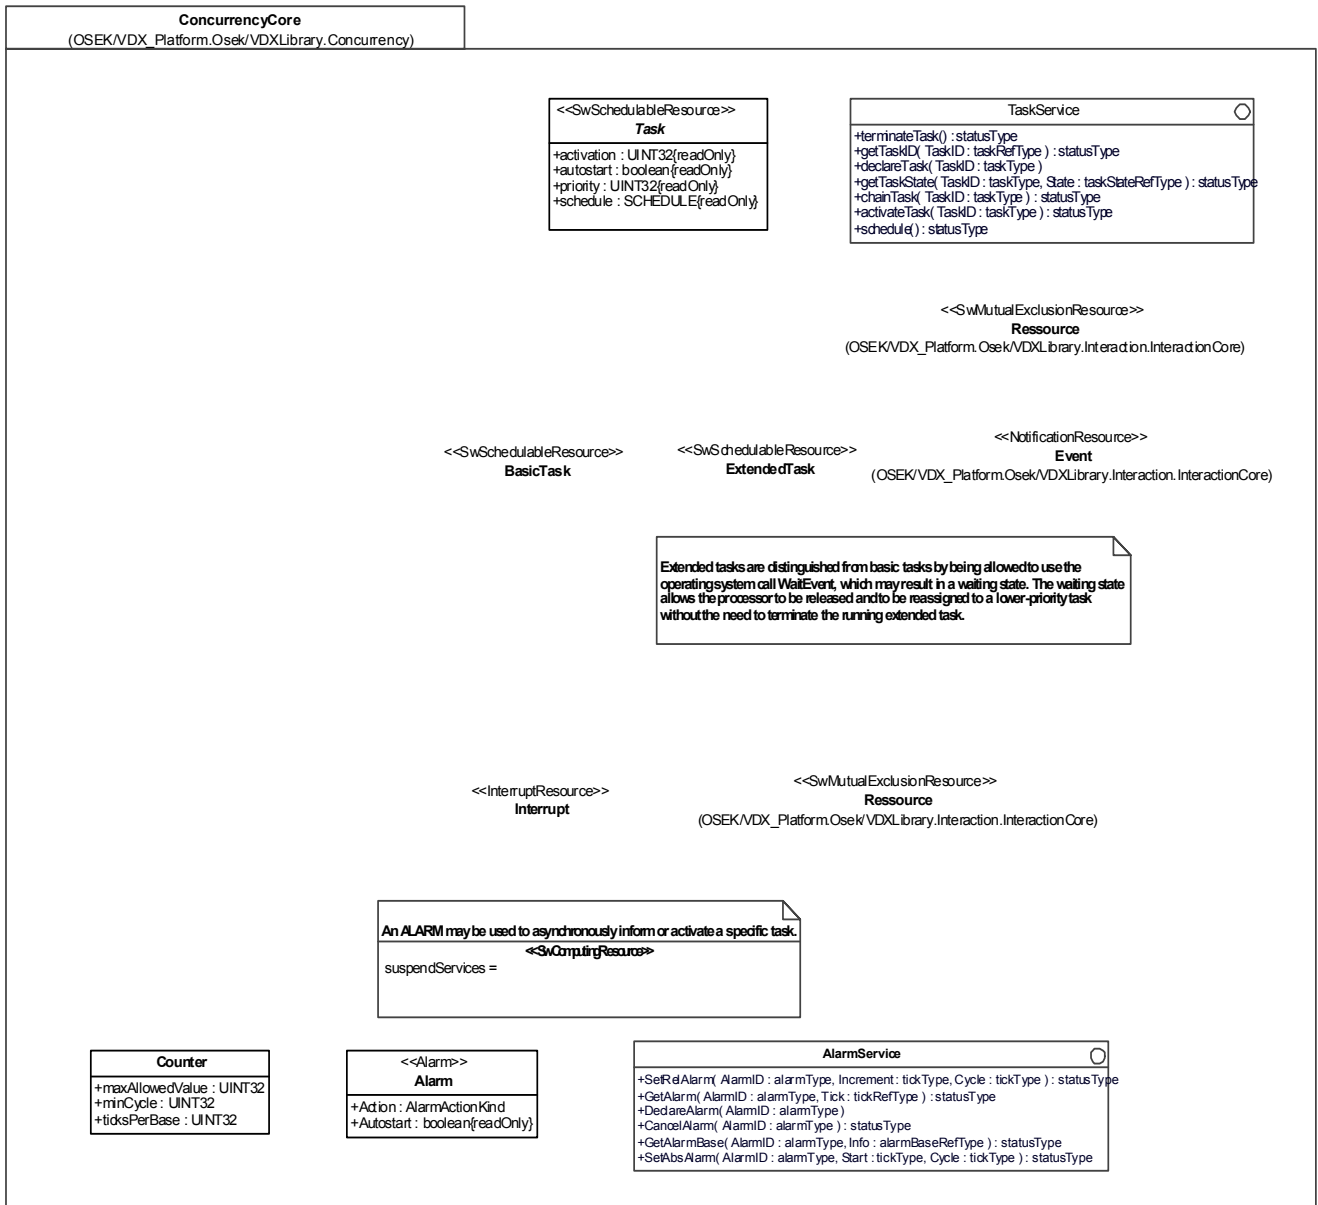 ConcurrencyCore
(OSEK/VDX_Platform.Osek/VDXLibrary.Concurrency)
<<SwSchedulableResource>>
Task
+activation : UINT32{readOnly}
+autostart : boolean{readOnly}
+priority : UINT32{readOnly}
+schedule : SCHEDULE{readOnly}
TaskService
+terminateTask() : statusType
+getTaskID( TaskID : taskRefType ) : statusType
+declareTask( TaskID : taskType )
+getTaskState( TaskID : taskType, State : taskStateRefType ) : statusType
+chainTask( TaskID : taskType ) : statusType
+activateTask( TaskID : taskType ) : statusType
+schedule() : statusType
<<SwMutualExclusionResource>>
Ressource
(OSEK/VDX_Platform.Osek/VDXLibrary.Interaction.InteractionCore)
<<SwSchedulableResource>>
BasicTask
<<SwSchedulableResource>>
ExtendedTask
<<NotificationResource>>
Event
(OSEK/VDX_Platform.Osek/VDXLibrary.Interaction.InteractionCore)
Extended tasks are distinguished from basic tasks by being allowed to use the
operating system call WaitEvent, which may result in a waiting state. The waiting state
allows the processor to be released and to be reassigned to a lower-priority task
without the need to terminate the running extended task.
<<InterruptResource>>
Interrupt
<<SwMutualExclusionResource>>
Ressource
(OSEK/VDX_Platform.Osek/VDXLibrary.Interaction.InteractionCore)
An ALARM may be used to asynchronously inform or activate a specific task.
<<SwComputingResource>>
suspendServices =
Counter
+maxAllowedValue : UINT32
+minCycle : UINT32
+ticksPerBase : UINT32
<<Alarm>>
Alarm
+Action : AlarmActionKind
+Autostart : boolean{readOnly}
AlarmService
+SetRelAlarm( AlarmID : alarmType, Increment : tickType, Cycle : tickType ) : statusType
+GetAlarm( AlarmID : alarmType, Tick : tickRefType ) : statusType
+DeclareAlarm( AlarmID : alarmType )
+CancelAlarm( AlarmID : alarmType ) : statusType
+GetAlarmBase( AlarmID : alarmType, Info : alarmBaseRefType ) : statusType
+SetAbsAlarm( AlarmID : alarmType, Start : tickType, Cycle : tickType ) : statusType